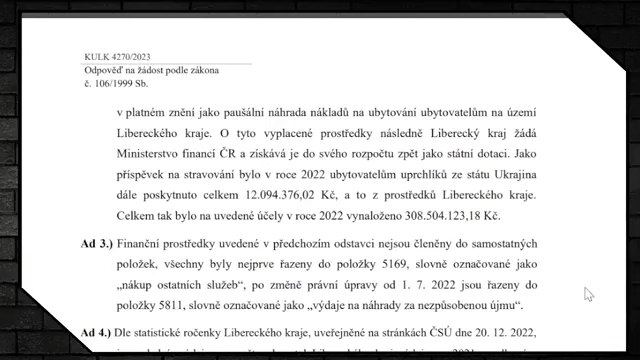 KULK 4270/2023
Odpověď na žádost podle zákona
č. 106/1999 Sb.
v platném znění jako paušální náhrada nákladů na ubytování ubytovatelům na území
Libereckého kraje. O tyto vyplacené prostředky následně Liberecký kraj žádá
Ministerstvo financí ČR a získává je do svého rozpočtu zpět jako státní dotaci. Jako
příspěvek na stravování bylo v roce 2022 ubytovatelům uprchlíků ze státu Ukrajina
dále poskytnuto celkem 12.094.376,02 Kč, a to z prostředků Libereckého kraje.
Celkem tak bylo na uvedené účely v roce 2022 vynaloženo 308.504.123,18 Kč.
Ad 3.) Finanční prostředky uvedené v předchozím odstavci nejsou členěny do samostatných
položek, všechny byly nejprve řazeny do položky 5169, slovně označované jako
„nákup ostatních služeb“, po změně právní úpravy od 1. 7. 2022 jsou řazeny do
položky 5811, slovně označované jako „výdaje na náhrady za nezpůsobenou újmu“.
Ad 4.) Dle statistické ročenky Libereckého kraje, uveřejněné na stránkách ČSÚ dne 20. 12. 2022,